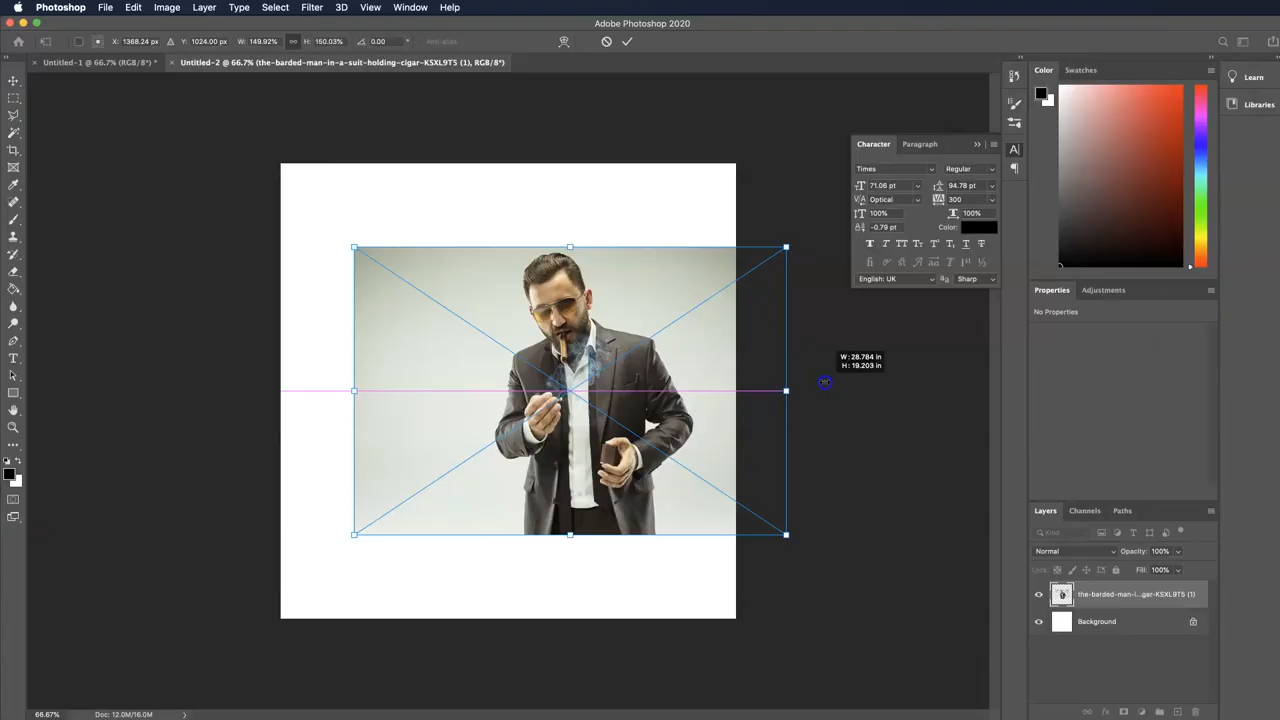 Photoshop File Edit Image Layer Type Select Filter 3D View Window Help
Adobe Photoshop 2020
X: 1368.24 px Y: 1024.00 px W: 149.92% H: 150.03% 0.00 ° Anti-alias
Untitled-1 @ 66.7% (RGB/8*) * Untitled-2 @ 66.7% (the-barded-man-in-a-suit-holding-cigar-KSXL9T5 (1), RGB/8*)
Color Swatches
Learn
Libraries
Character Paragraph
Times Regular
71.06 pt 94.78 pt
Optical 300
100% 100%
-0.79 pt Color:
English: UK Sharp
Properties Adjustments
No Properties
W: 28.784 in
H: 19.203 in
Layers Channels Paths
Kind
Normal Opacity: 100%
Lock: Fill: 100%
the-barded-man-i...gar-KSXL9T5 (1)
Background
66.67% Doc: 12.0M/16.0M